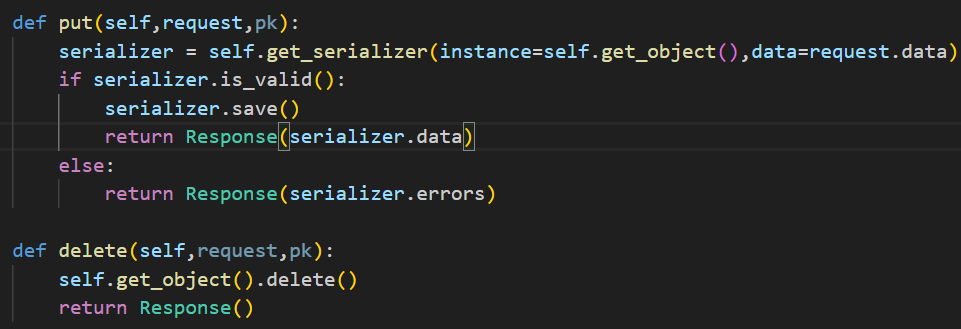 def put(self,request,pk):
    serializer = self.get_serializer(instance=self.get_object(),data=request.data)
    if serializer.is_valid():
        serializer.save()
        return Response(serializer.data)
    else:
        return Response(serializer.errors)

def delete(self,request,pk):
    self.get_object().delete()
    return Response()